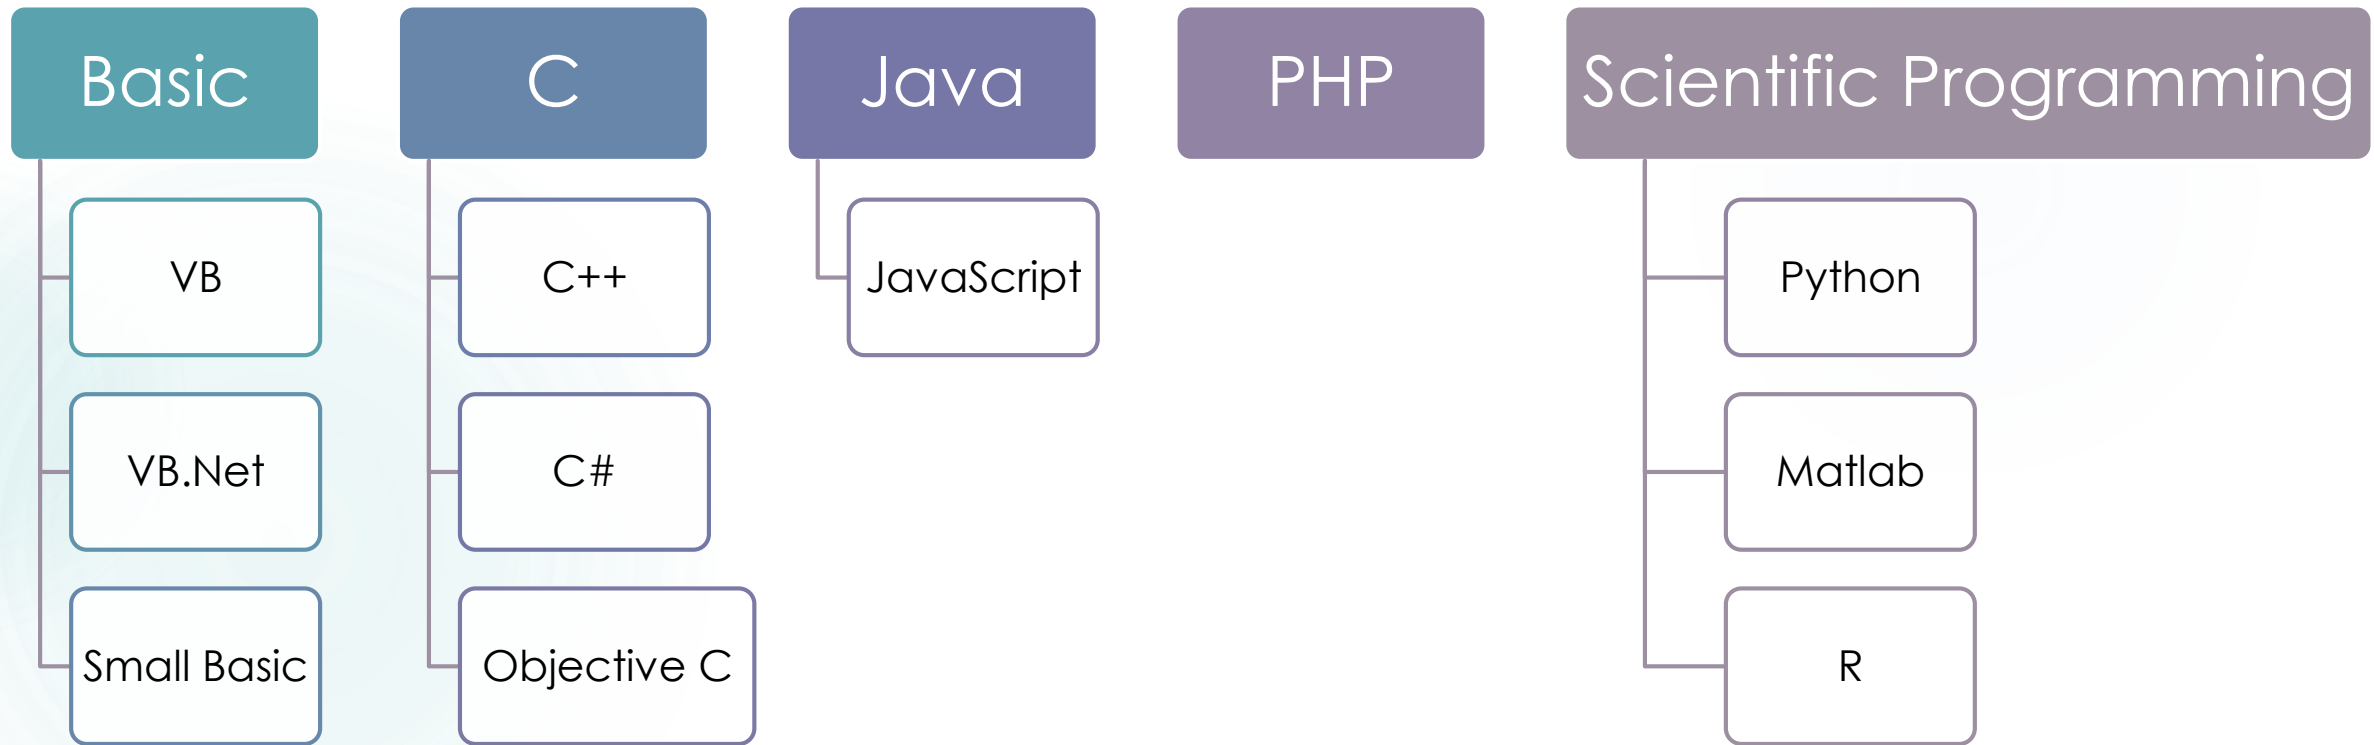 Basic
VB
VB.Net
Small Basic
C
C++
C#
Objective C
Java
JavaScript
PHP
Scientific Programming
Python
Matlab
R